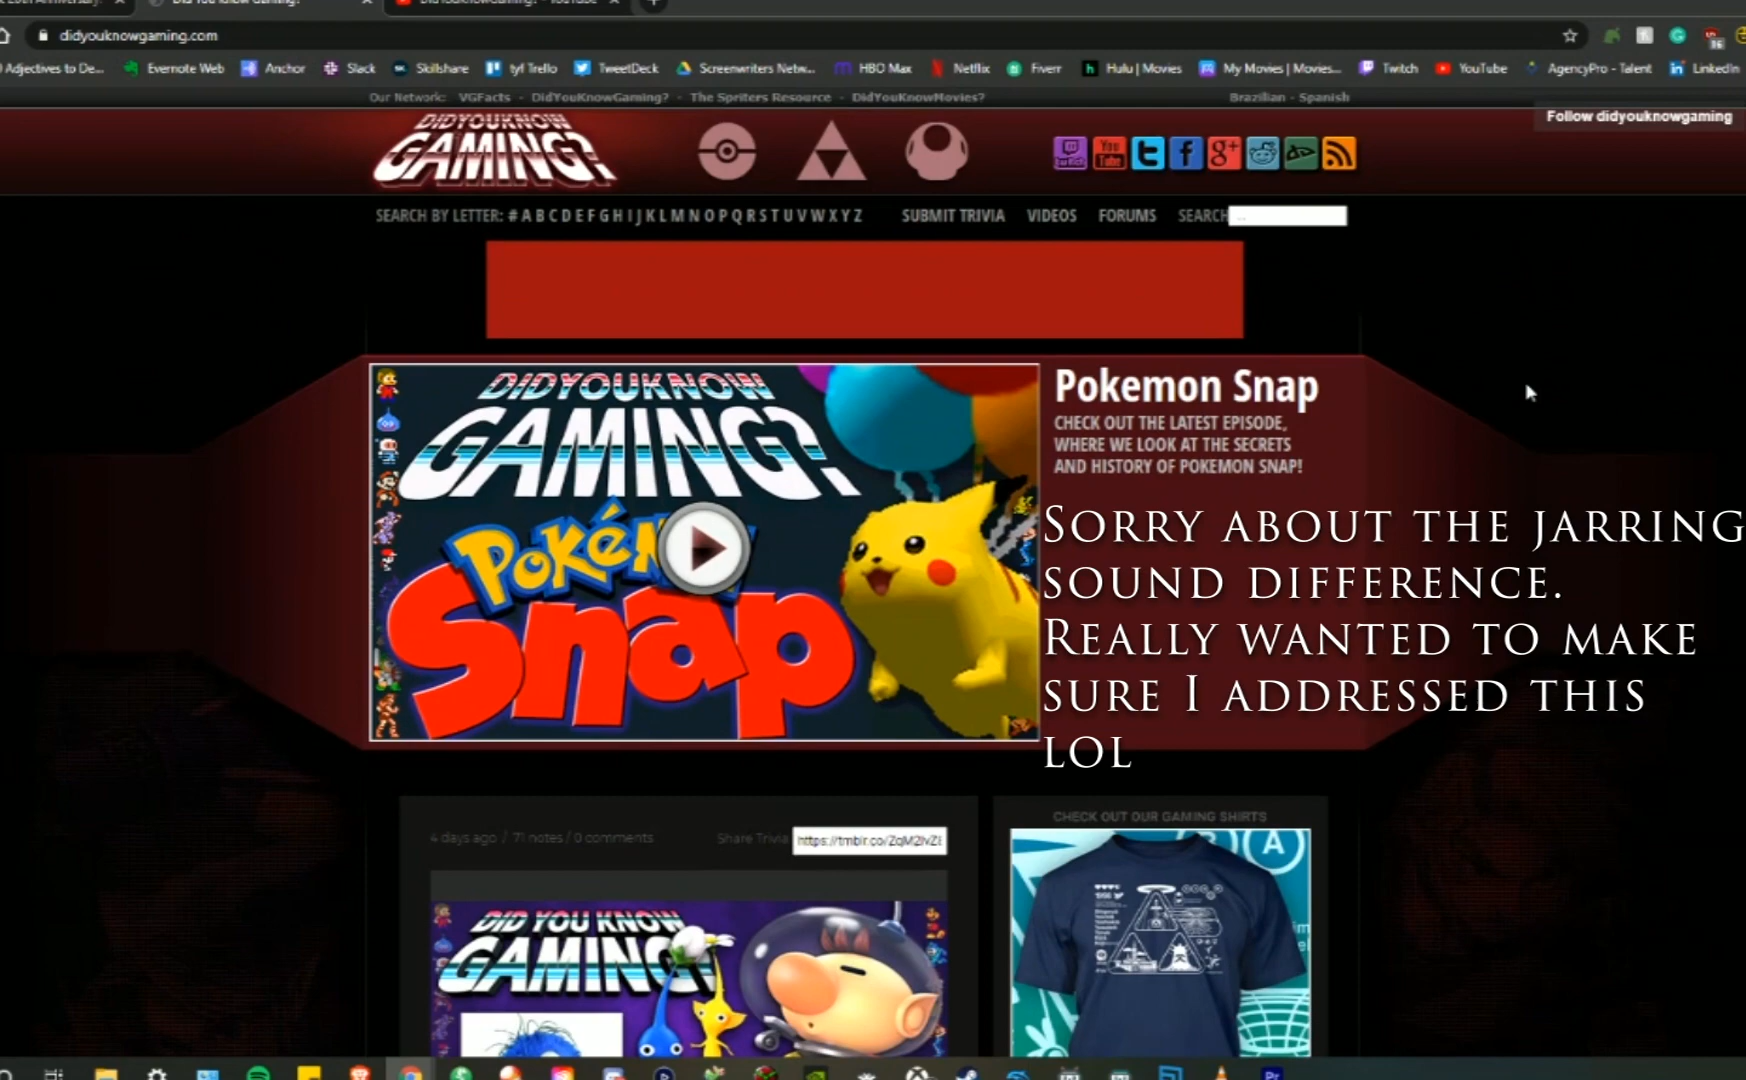 didyouknowgaming.com
Adjectives to De... Evernote Web Anchor Slack Skillshare tyf Trello TweetDeck Screenwriters Netw... HBO Max Netflix Fiverr Hulu | Movies My Movies | Movies... Twitch YouTube AgencyPro - Talent LinkedIn
Our Network: VGFacts - DidYouKnowGaming? - The Spriters Resource - DidYouKnowMovies? Brazilian - Spanish
Follow didyouknowgaming
DIDYOUKNOW
GAMING?
You
Tube
SEARCH BY LETTER: # A B C D E F G H I J K L M N O P Q R S T U V W X Y Z SUBMIT TRIVIA VIDEOS FORUMS SEARCH
DIDYOUKNOW
GAMING?
Snap
Pokemon Snap
CHECK OUT THE LATEST EPISODE,
WHERE WE LOOK AT THE SECRETS
AND HISTORY OF POKEMON SNAP!
Sorry about the jarring
sound difference.
Really wanted to make
sure I addressed this
lol
4 days ago / 71 notes / 0 comments Share Trivia
CHECK OUT OUR GAMING SHIRTS
DID YOU KNOW
GAMING?